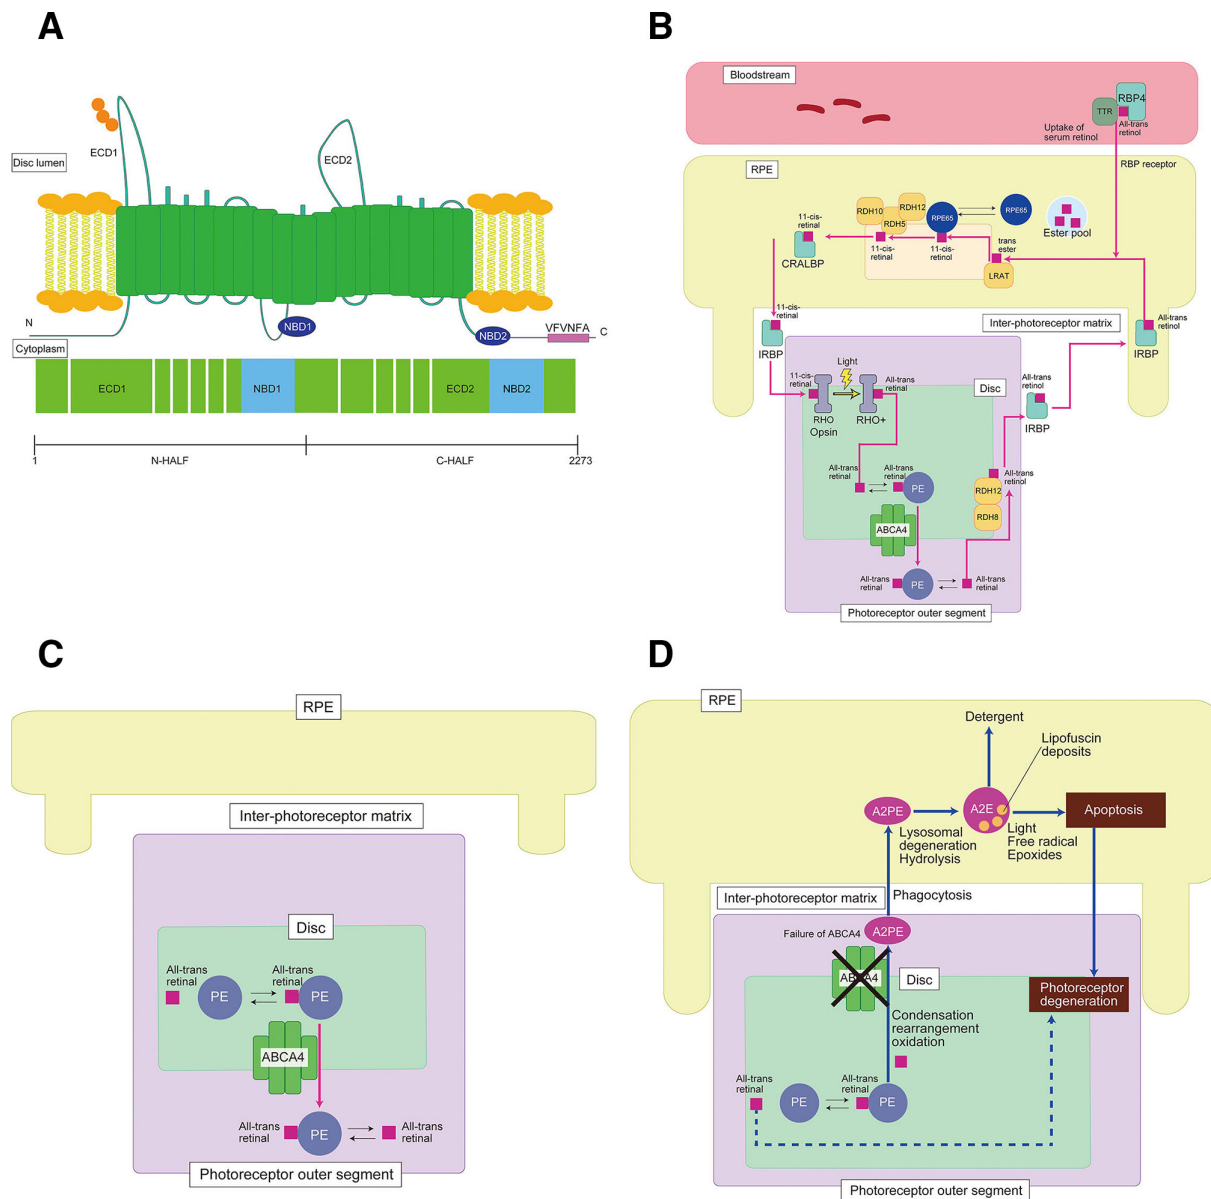 A
ECD1
ECD2
Disc lumen
N
NBD1
NBD2
VFVNFA
C
Cytoplasm
ECD1
NBD1
ECD2
NBD2
1
N-HALF
C-HALF
2273
B
Bloodstream
TTR
RBP4
All-trans
retinol
Uptake of
serum retinol
RBP receptor
RPE
RDH10
RDH5
RDH12
RPE65
RPE65
Ester pool
11-cis-
retinal
CRALBP
11-cis-
retinal
11-cis-
retinol
trans
ester
LRAT
11-cis-
retinal
IRBP
Inter-photoreceptor matrix
All-trans
retinol
IRBP
11-cis-
retinal
Light
All-trans
retinal
Disc
RHO
Opsin
RHO+
All-trans
retinol
IRBP
All-trans
retinal
All-trans
retinal
PE
All-trans
retinol
RDH12
RDH8
ABCA4
All-trans
retinal
PE
All-trans
retinal
Photoreceptor outer segment
C
RPE
Inter-photoreceptor matrix
Disc
All-trans
retinal
PE
All-trans
retinal
PE
ABCA4
All-trans
retinal
PE
All-trans
retinal
Photoreceptor outer segment
D
RPE
Detergent
Lipofuscin
deposits
A2PE
A2E
Apoptosis
Lysosomal
degeneration
Hydrolysis
Light
Free radical
Epoxides
Inter-photoreceptor matrix
Phagocytosis
Failure of ABCA4
A2PE
ABCA4
Disc
Photoreceptor
degeneration
Condensation
rearrangement
oxidation
All-trans
retinal
PE
All-trans
retinal
PE
Photoreceptor outer segment